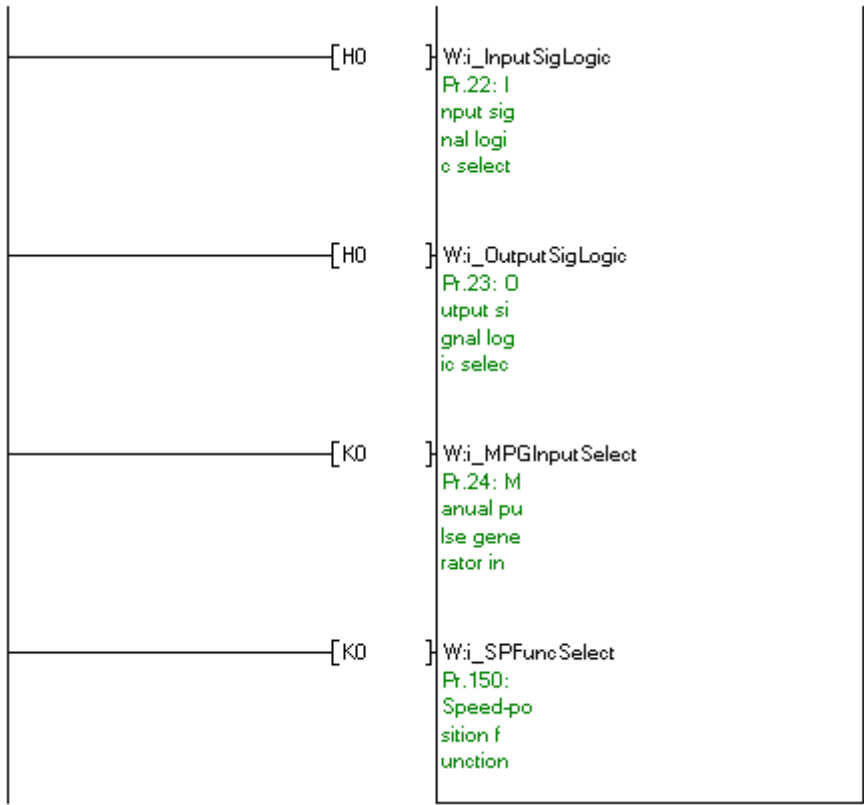 [H0 ] W:i_InputSigLogic
Pr.22: I
nput sig
nal logi
c select
[H0 ] W:i_OutputSigLogic
Pr.23: O
utput si
gnal log
ic selec
[K0 ] W:i_MPGInputSelect
Pr.24: M
anual pu
lse gene
rator in
[K0 ] W:i_SPFuncSelect
Pr.150:
Speed-po
sition f
unction